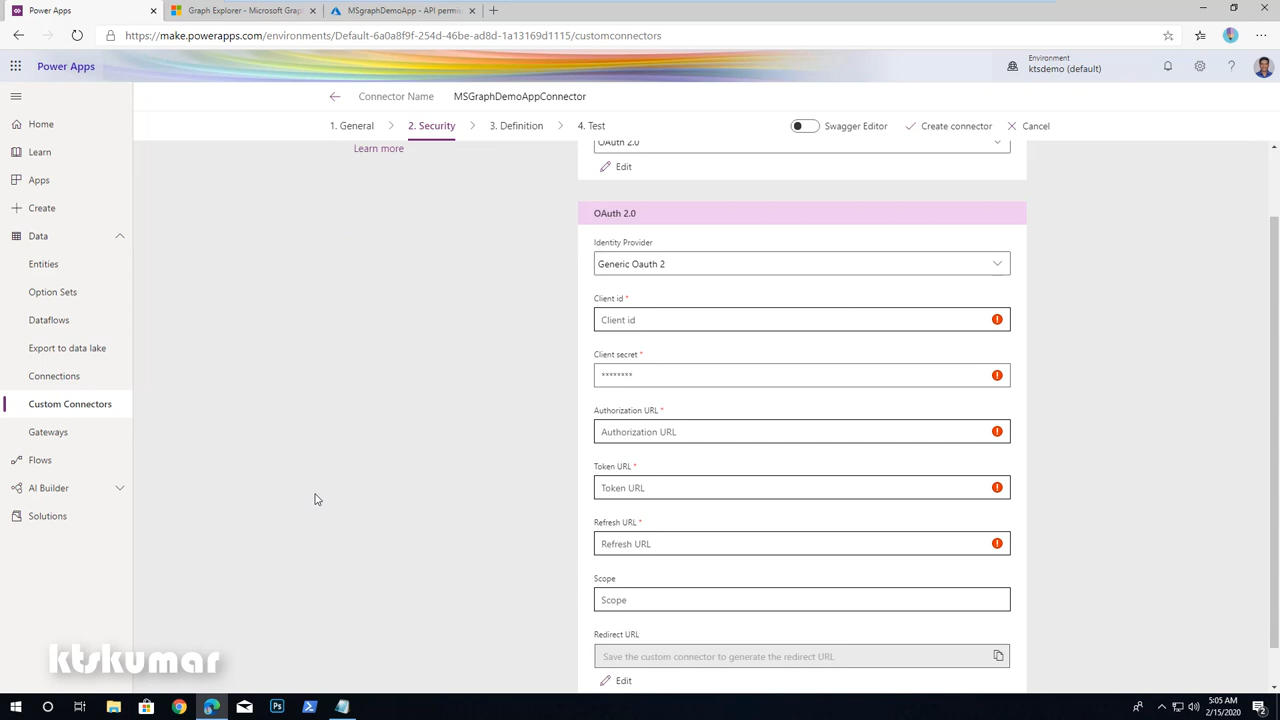 Power Apps
Graph Explorer - Microsoft Grap
MSgraphDemoApp - API permis
https://make.powerapps.com/environments/Default-6a0a8f9f-254d-46be-ad8d-1a13169d1115/customconnectors
Power Apps
Environment
ktsdemo (default)
Connector Name MSGraphDemoAppConnector
1. General 2. Security 3. Definition 4. Test Swagger Editor Create connector Cancel
Home
Learn
Apps
Create
Data
Entities
Option Sets
Dataflows
Export to data lake
Connections
Custom Connectors
Gateways
Flows
AI Builder
Solutions
Learn more
OAuth 2.0
Edit
OAuth 2.0
Identity Provider
Generic Oauth 2
Client id *
Client id
Client secret *
********
Authorization URL *
Authorization URL
Token URL *
Token URL
Refresh URL *
Refresh URL
Scope
Scope
Redirect URL
Save the custom connector to generate the redirect URL
Edit
ktskumar
5:05 AM
2/15/2020